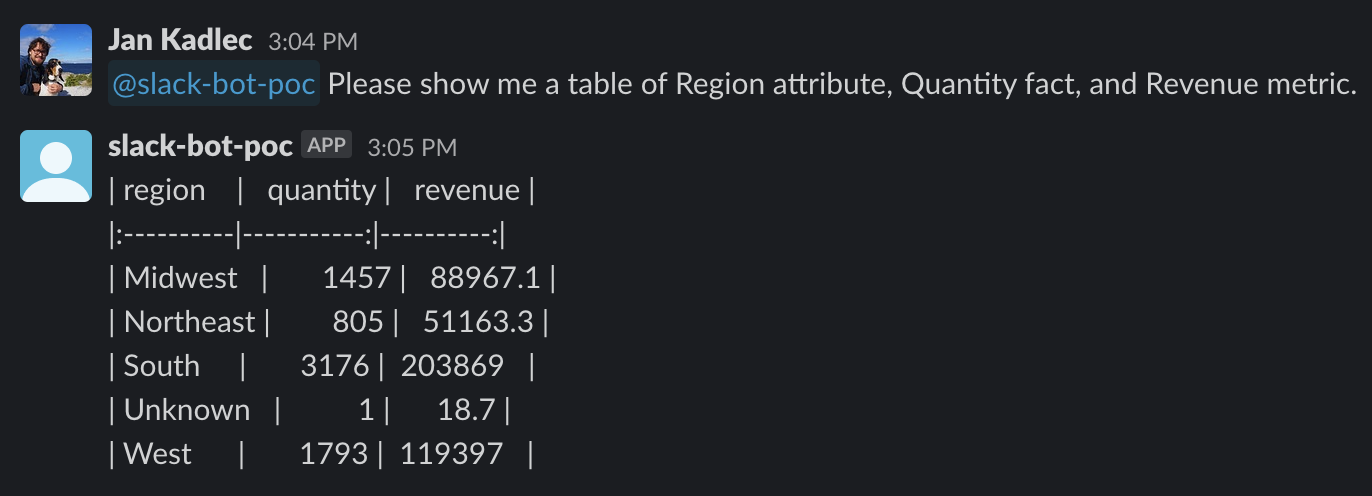 Jan Kadlec 3:04 PM
@slack-bot-poc Please show me a table of Region attribute, Quantity fact, and Revenue metric.
slack-bot-poc APP 3:05 PM
| region | quantity | revenue |
|:----------|-----------:|----------:|
| Midwest | 1457 | 88967.1 |
| Northeast | 805 | 51163.3 |
| South | 3176 | 203869 |
| Unknown | 1 | 18.7 |
| West | 1793 | 119397 |